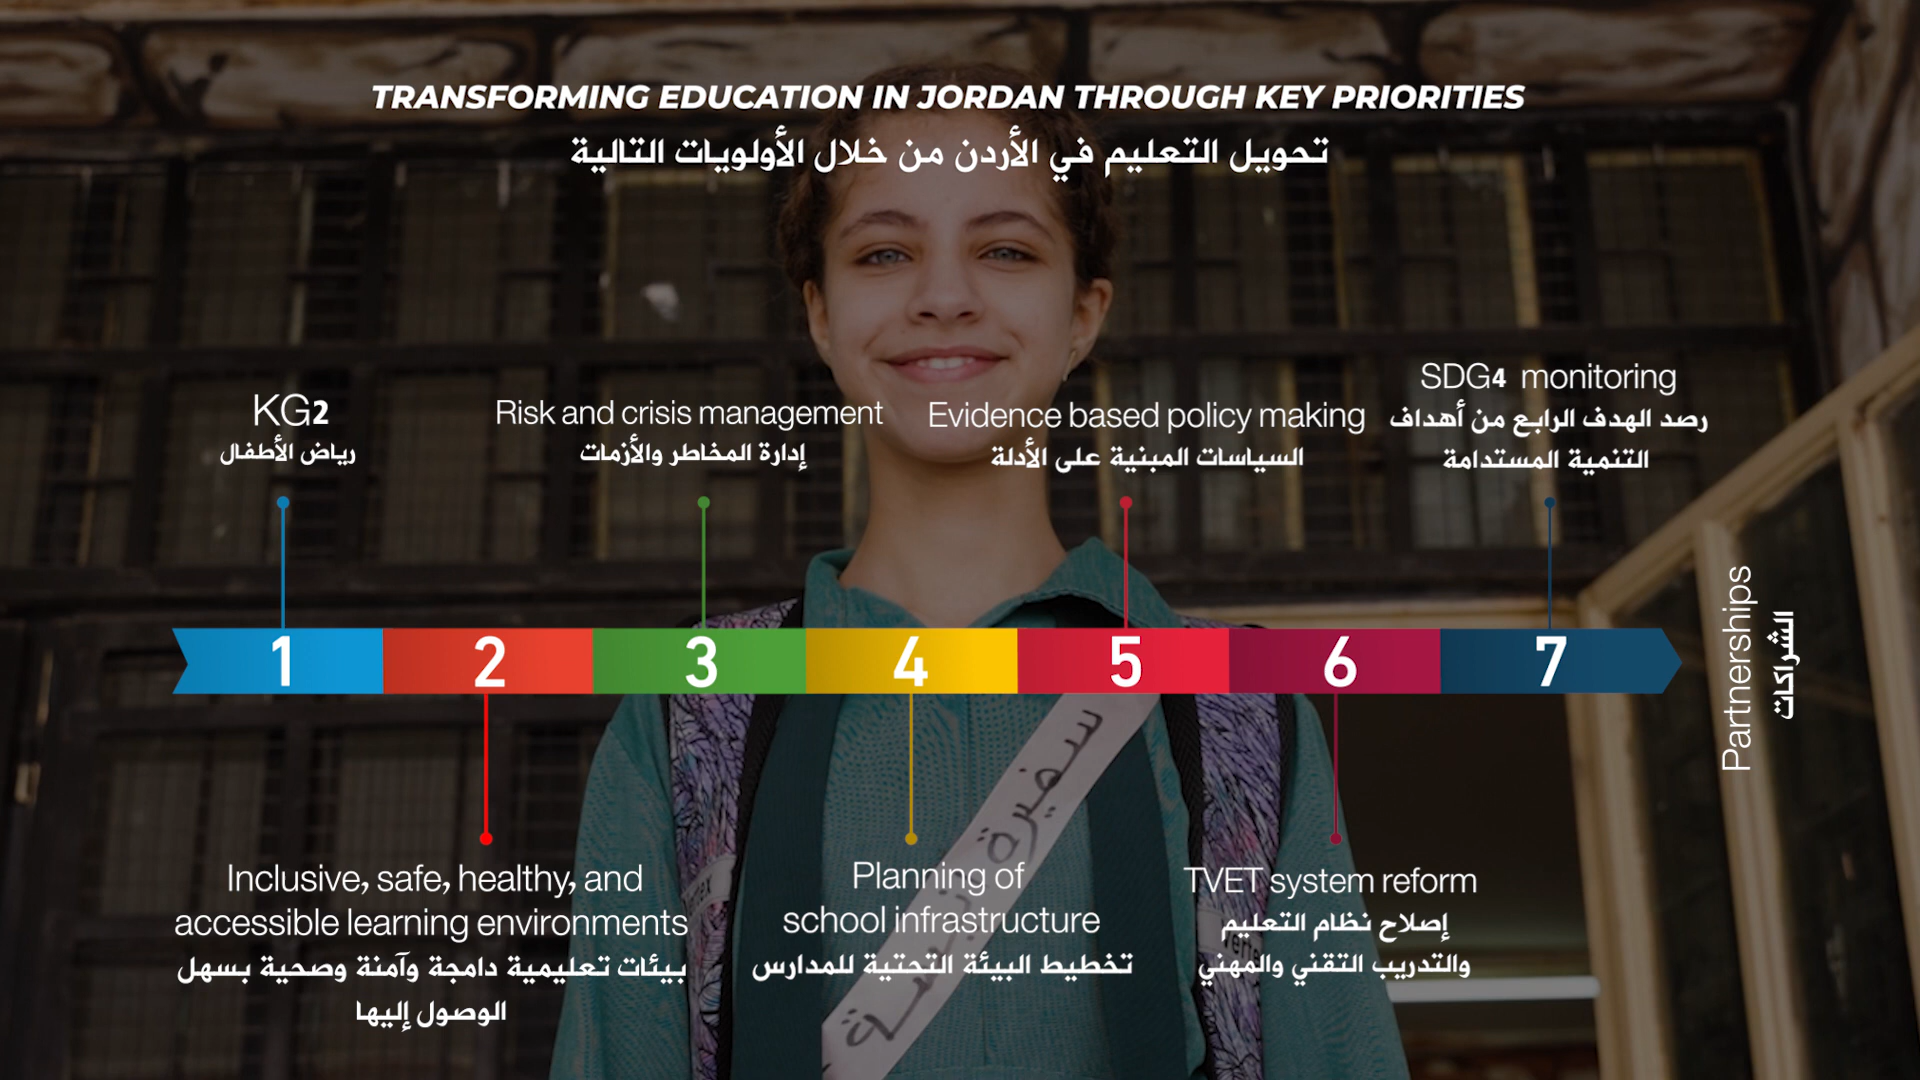 TRANSFORMING EDUCATION IN JORDAN THROUGH KEY PRIORITIES
تحويل التعليم في الأردن من خلال الأولويات التالية
KG2
رياض الأطفال
Risk and crisis management
إدارة المخاطر والأزمات
Evidence based policy making
السياسات المبنية على الأدلة
SDG4 monitoring
رصد الهدف الرابع من أهداف
التنمية المستدامة
1 2 3 4 5 6 7
Partnerships
الشراكات
Inclusive, safe, healthy, and
accessible learning environments
بيئات تعليمية دامجة وآمنة وصحية بسهل
الوصول إليها
Planning of
school infrastructure
تخطيط البيئة التحتية للمدارس
TVET system reform
إصلاح نظام التعليم
والتدريب التقني والمهني
سفيرة